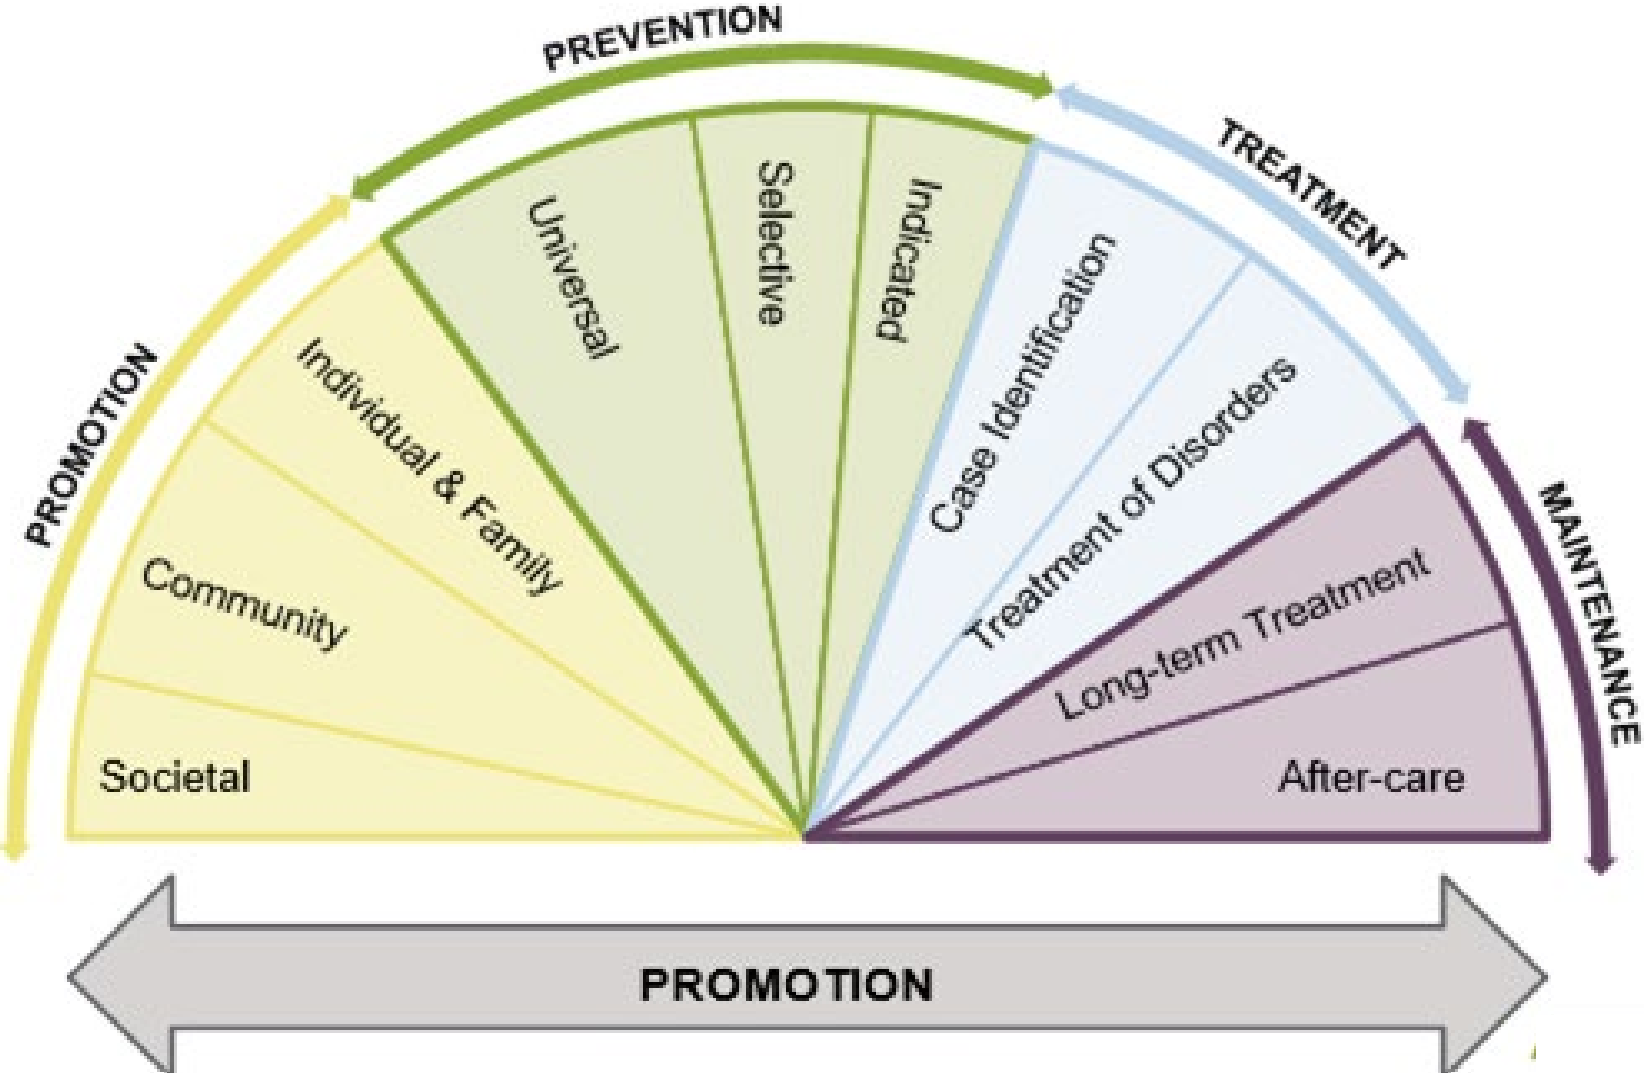 PROMOTION
PREVENTION
TREATMENT
MAINTENANCE
Societal
Community
Individual & Family
Universal
Selective
Indicated
Case Identification
Treatment of Disorders
Long-term Treatment
After-care
PROMOTION